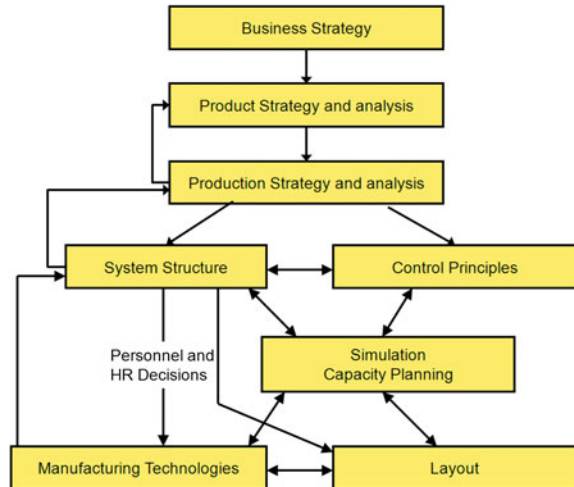 Business Strategy
Product Strategy and analysis
Production Strategy and analysis
System Structure
Control Principles
Personnel and
HR Decisions
Simulation
Capacity Planning
Manufacturing Technologies
Layout